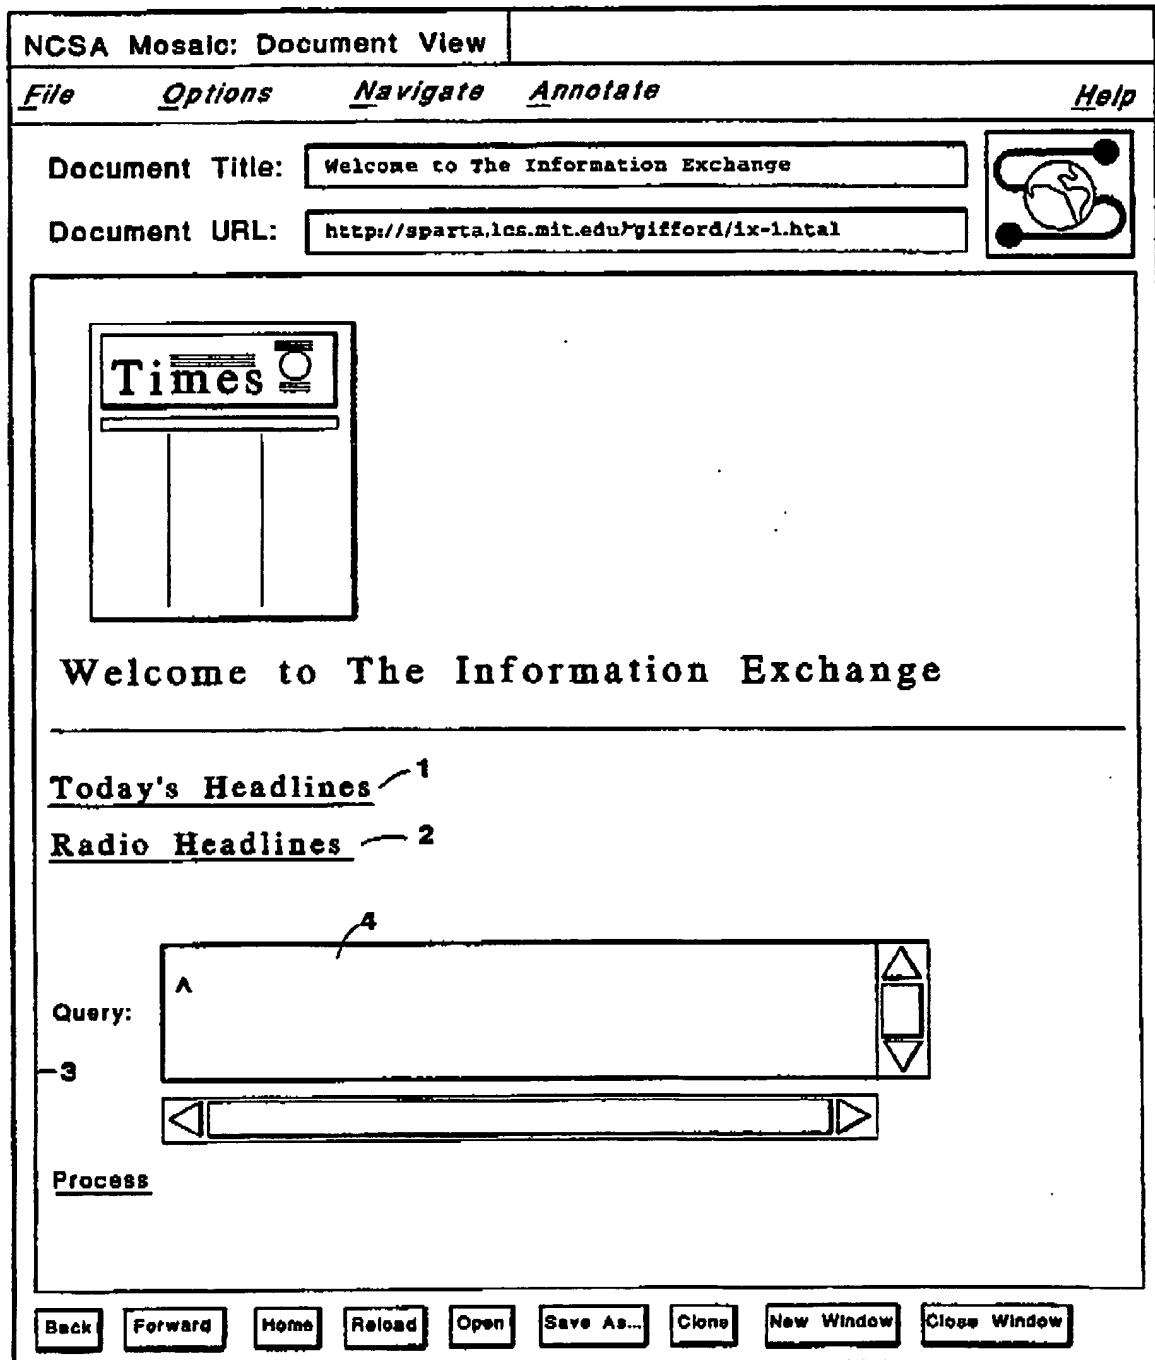 NCSA Mosaic: Document View
File Options Navigate Annotate Help
Document Title: Welcome to The Information Exchange
Document URL: http://sparta.lcs.mit.edu/~gifford/ix-1.html
Times
Welcome to The Information Exchange
Today's Headlines 1
Radio Headlines 2
4
^
Query:
3
Process
Back Forward Home Reload Open Save As... Clone New Window Close Window